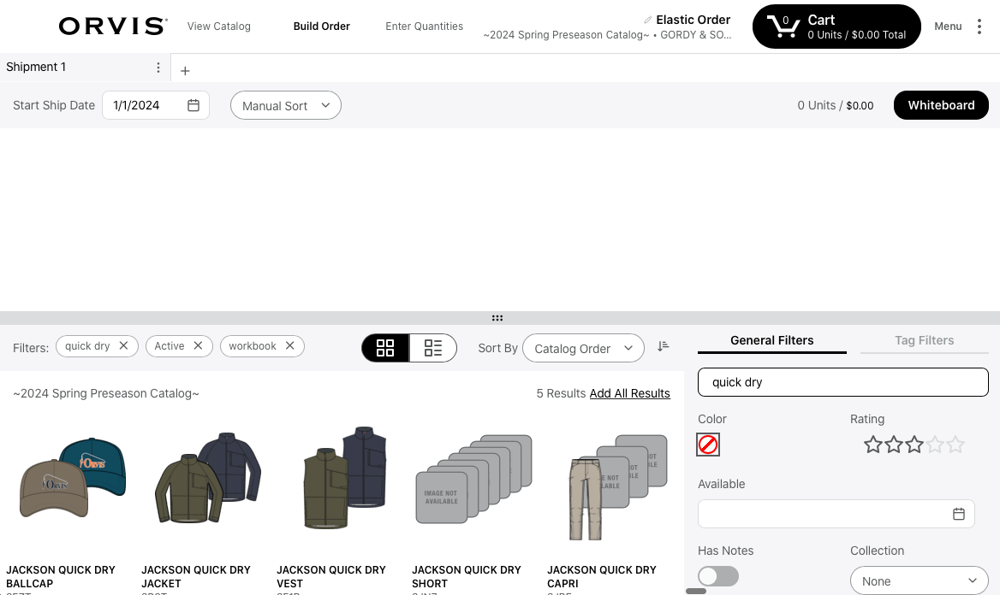 ORVIS
View Catalog
Build Order
Enter Quantities
Elastic Order
~2024 Spring Preseason Catalog~ • GORDY & SO...
0
Cart
0 Units / $0.00 Total
Menu
Shipment 1
+
Start Ship Date
1/1/2024
Manual Sort
0 Units / $0.00
Whiteboard
Filters:
quick dry
Active
workbook
Sort By
Catalog Order
General Filters
Tag Filters
~2024 Spring Preseason Catalog~
5 Results Add All Results
quick dry
Color
Rating
ORVIS
ORVIS
IMAGE NOT
AVAILABLE
Available
Has Notes
Collection
None
JACKSON QUICK DRY
BALLCAP
JACKSON QUICK DRY
JACKET
JACKSON QUICK DRY
VEST
JACKSON QUICK DRY
SHORT
JACKSON QUICK DRY
CAPRI